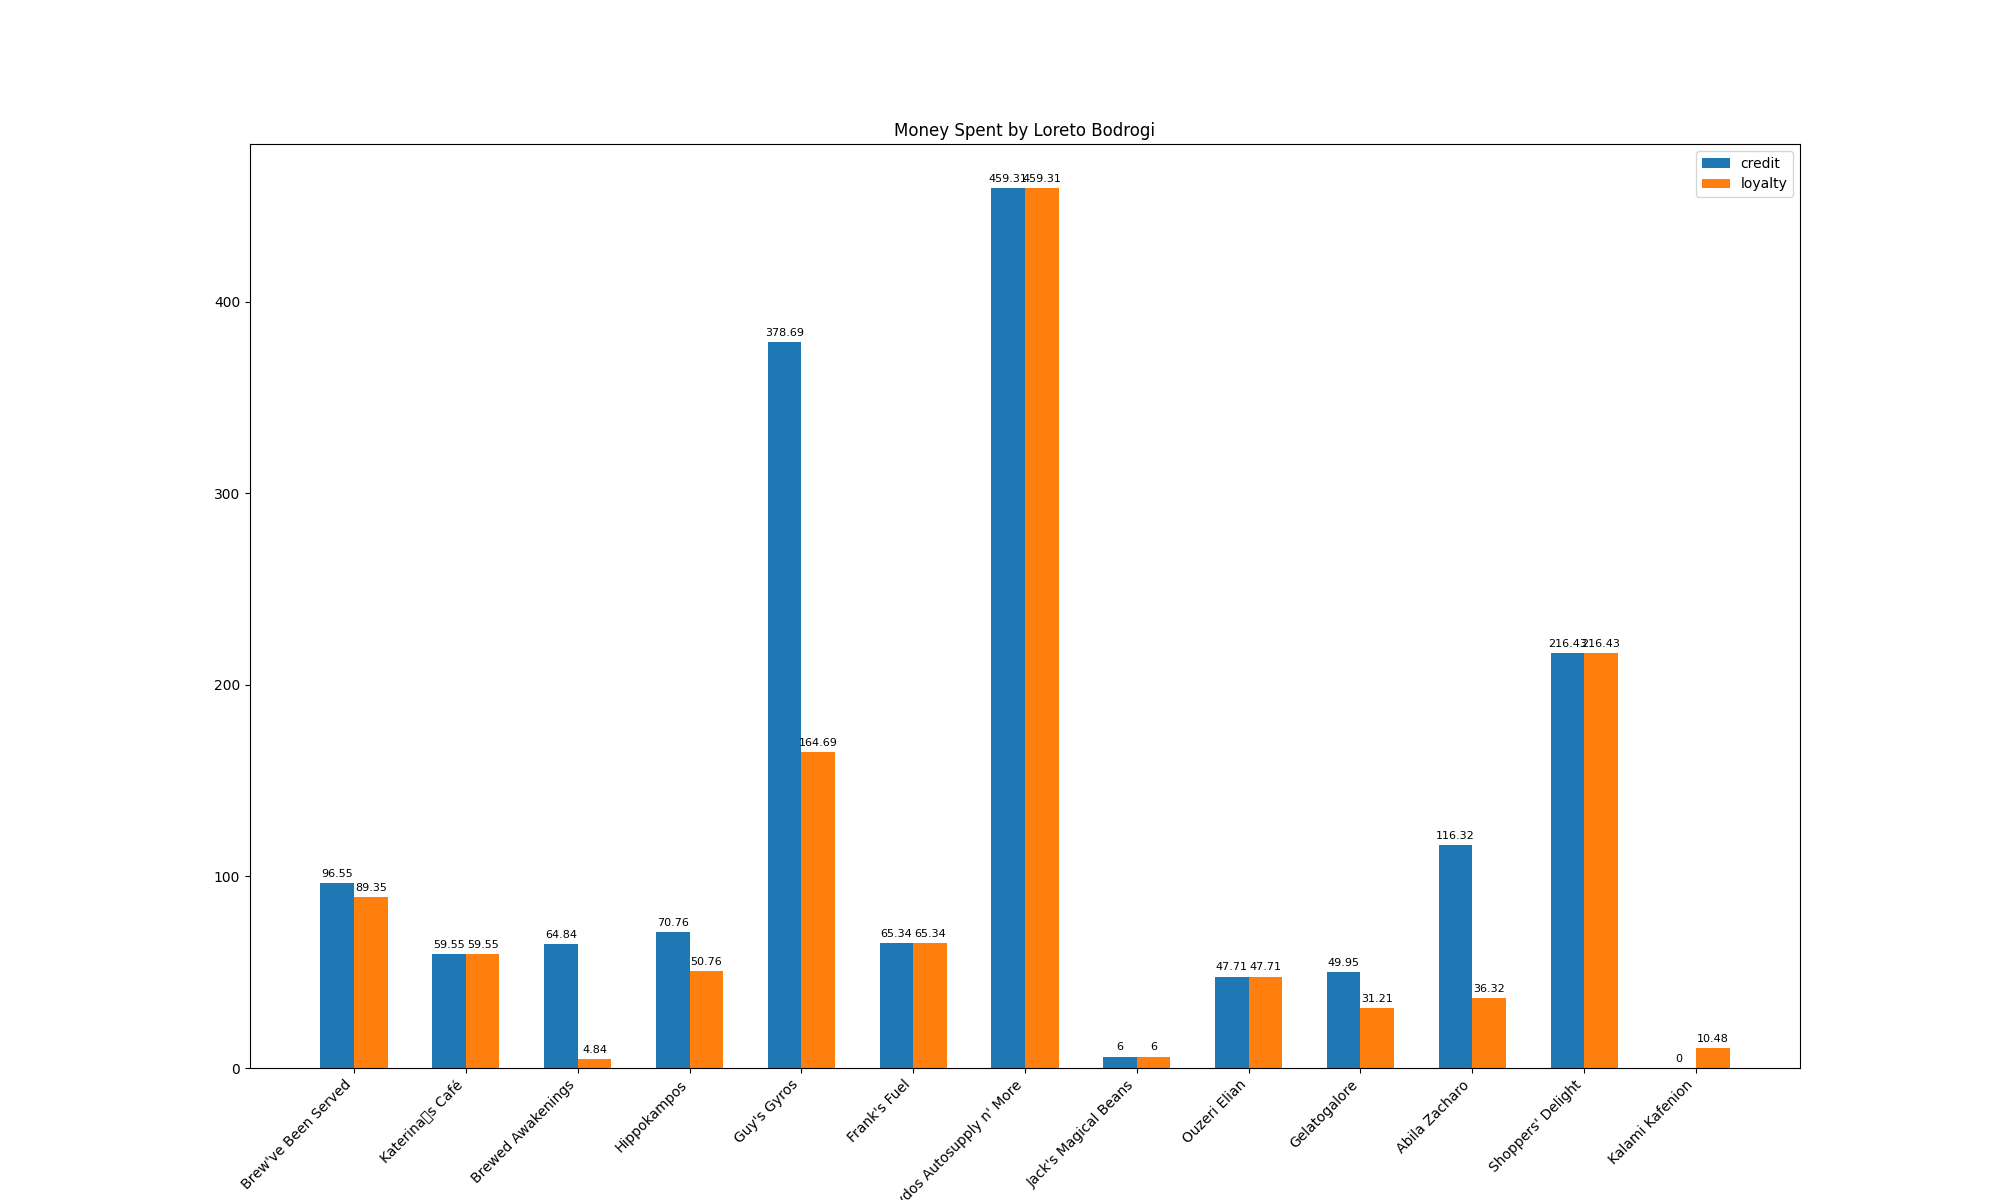 Money Spent by Loreto Bodrogi
credit
loyalty
400
300
200
100
0
96.55
89.35
59.55
59.55
64.84
4.84
70.76
50.76
378.69
164.69
65.34
65.34
459.31
459.31
6
6
47.71
47.71
49.95
31.21
116.32
36.32
216.43
216.43
0
10.48
Brew've Been Served
Katerina▯s Café
Brewed Awakenings
Hippokampos
Guy's Gyros
Frank's Fuel
Autosupply n' More
Jack's Magical Beans
Ouzeri Elian
Gelatogalore
Abila Zacharo
Shoppers' Delight
Kalami Kafenion